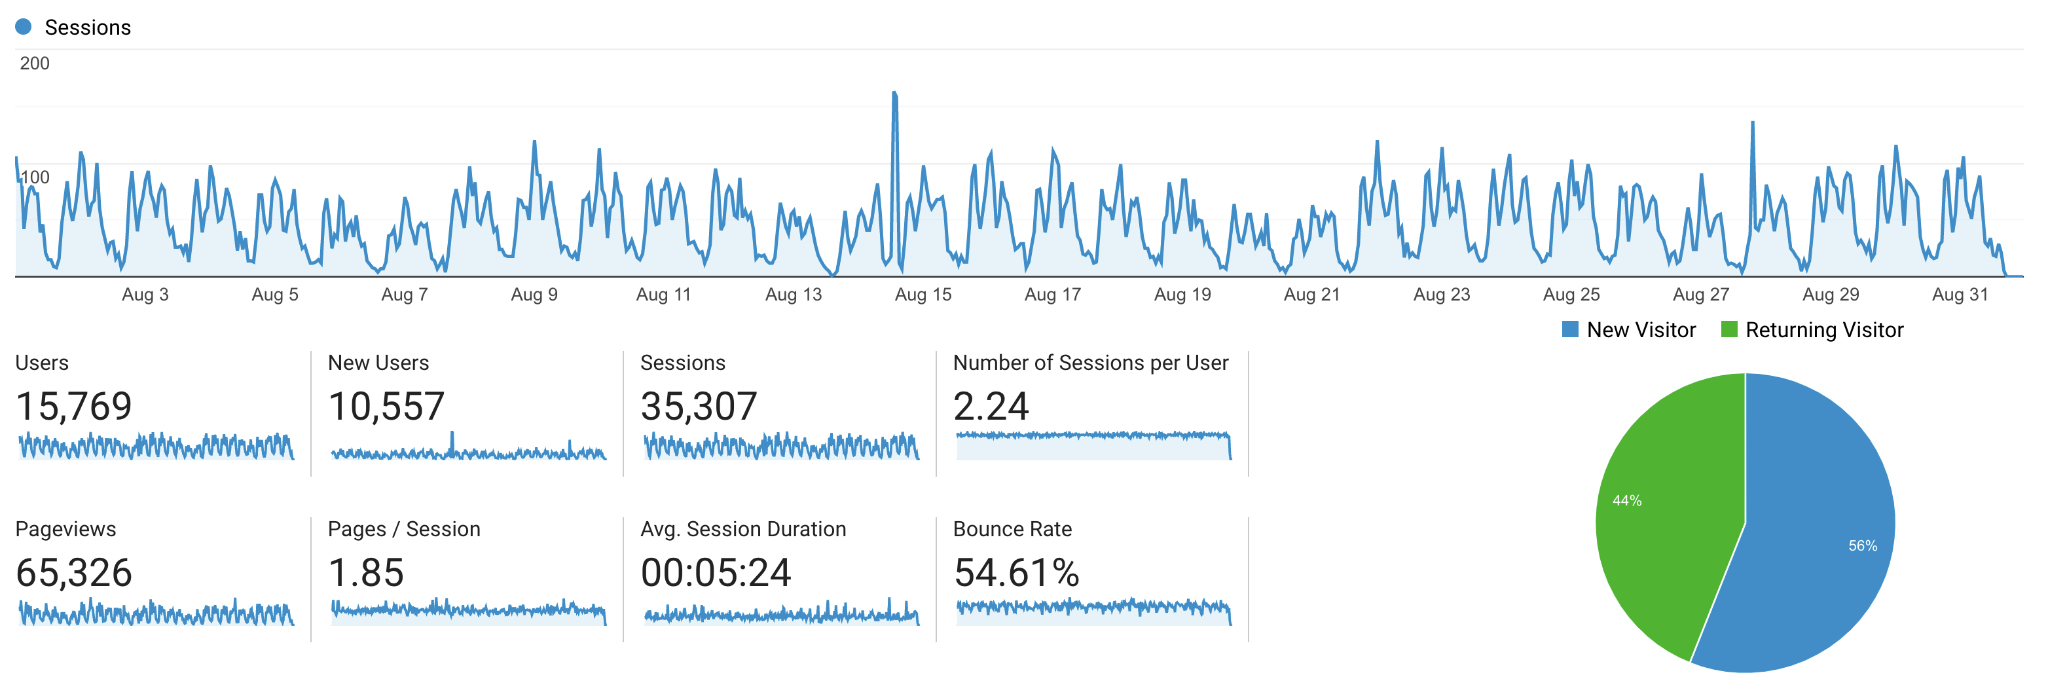 Sessions
200
100
Aug 3 Aug 5 Aug 7 Aug 9 Aug 11 Aug 13 Aug 15 Aug 17 Aug 19 Aug 21 Aug 23 Aug 25 Aug 27 Aug 29 Aug 31
New Visitor Returning Visitor
Users New Users Sessions Number of Sessions per User
15,769 10,557 35,307 2.24
Pageviews Pages / Session Avg. Session Duration Bounce Rate
65,326 1.85 00:05:24 54.61%
44%
56%